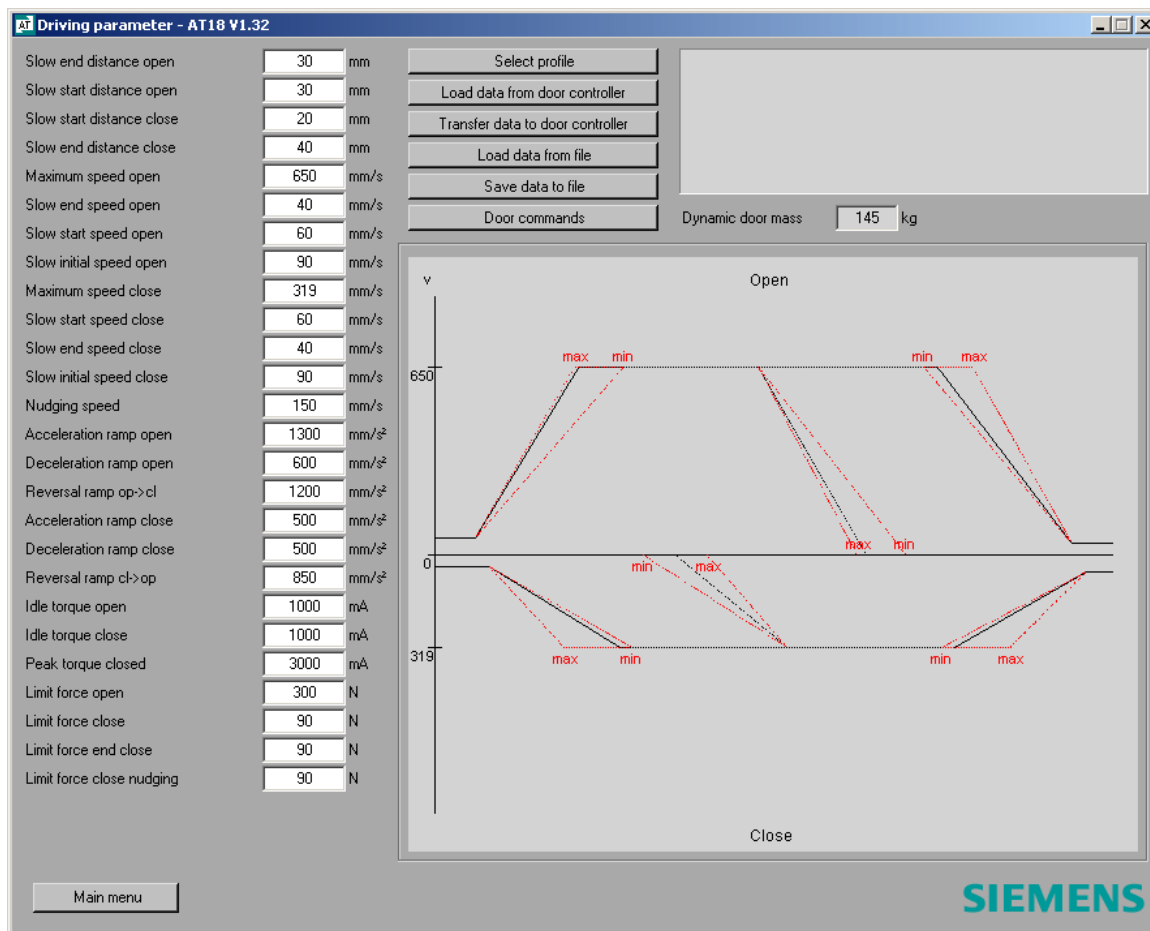 AT Driving parameter - AT18 V1.32
Slow end distance open 30 mm
Slow start distance open 30 mm
Slow start distance close 20 mm
Slow end distance close 40 mm
Maximum speed open 650 mm/s
Slow end speed open 40 mm/s
Slow start speed open 60 mm/s
Slow initial speed open 90 mm/s
Maximum speed close 319 mm/s
Slow start speed close 60 mm/s
Slow end speed close 40 mm/s
Slow initial speed close 90 mm/s
Nudging speed 150 mm/s
Acceleration ramp open 1300 mm/s²
Deceleration ramp open 600 mm/s²
Reversal ramp op->cl 1200 mm/s²
Acceleration ramp close 500 mm/s²
Deceleration ramp close 500 mm/s²
Reversal ramp cl->op 850 mm/s²
Idle torque open 1000 mA
Idle torque close 1000 mA
Peak torque closed 3000 mA
Limit force open 300 N
Limit force close 90 N
Limit force end close 90 N
Limit force close nudging 90 N
Select profile
Load data from door controller
Transfer data to door controller
Load data from file
Save data to file
Door commands
Dynamic door mass 145 kg
v Open
max min min max
650
max min
0
min max
319
max min min max
Close
Main menu
SIEMENS